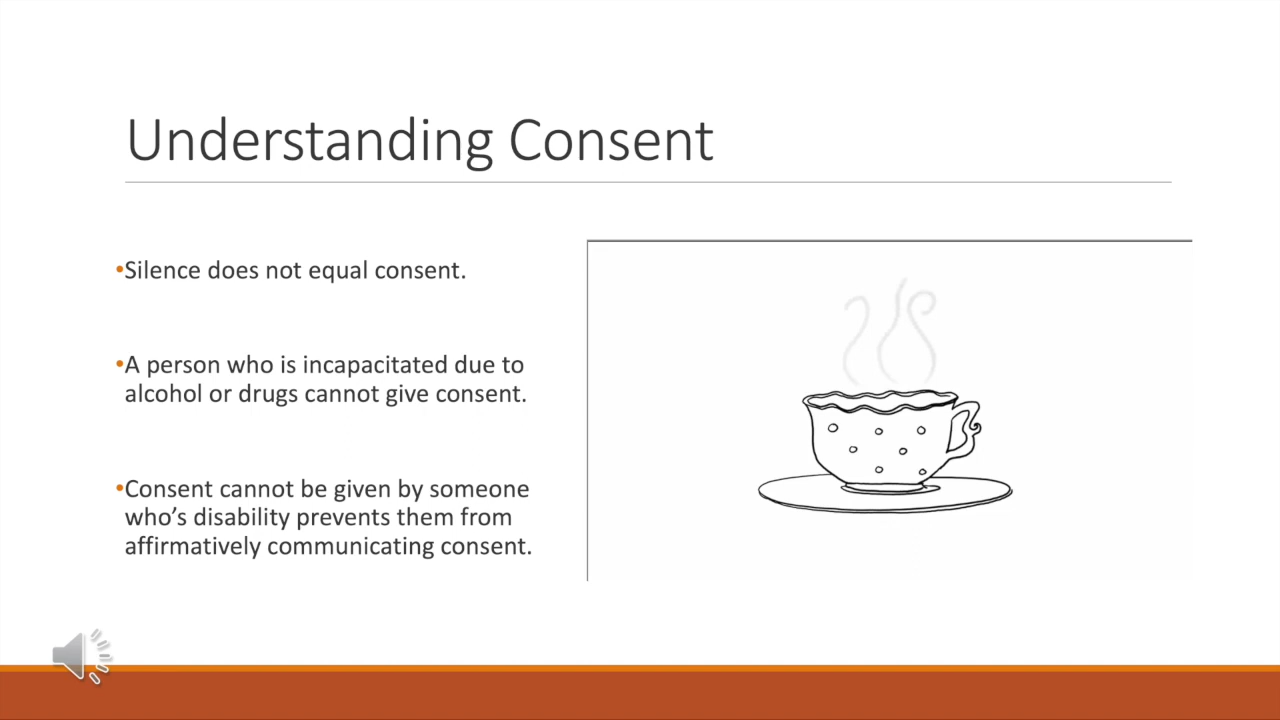 Understanding Consent
•Silence does not equal consent.
•A person who is incapacitated due to
alcohol or drugs cannot give consent.
•Consent cannot be given by someone
who’s disability prevents them from
affirmatively communicating consent.